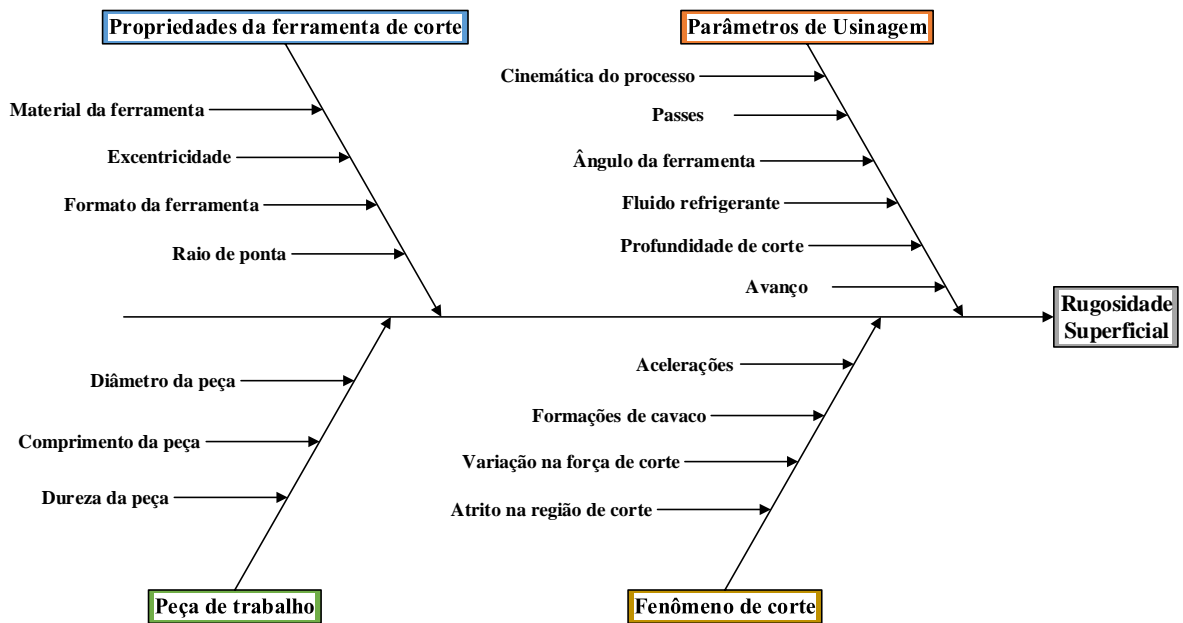 Propriedades da ferramenta de corte
Parâmetros de Usinagem
Cinemática do processo
Material da ferramenta
Passes
Excentricidade
Ângulo da ferramenta
Formato da ferramenta
Fluido refrigerante
Raio de ponta
Profundidade de corte
Avanço
Rugosidade
Superficial
Diâmetro da peça
Acelerações
Formações de cavaco
Comprimento da peça
Variação na força de corte
Dureza da peça
Atrito na região de corte
Peça de trabalho
Fenômeno de corte